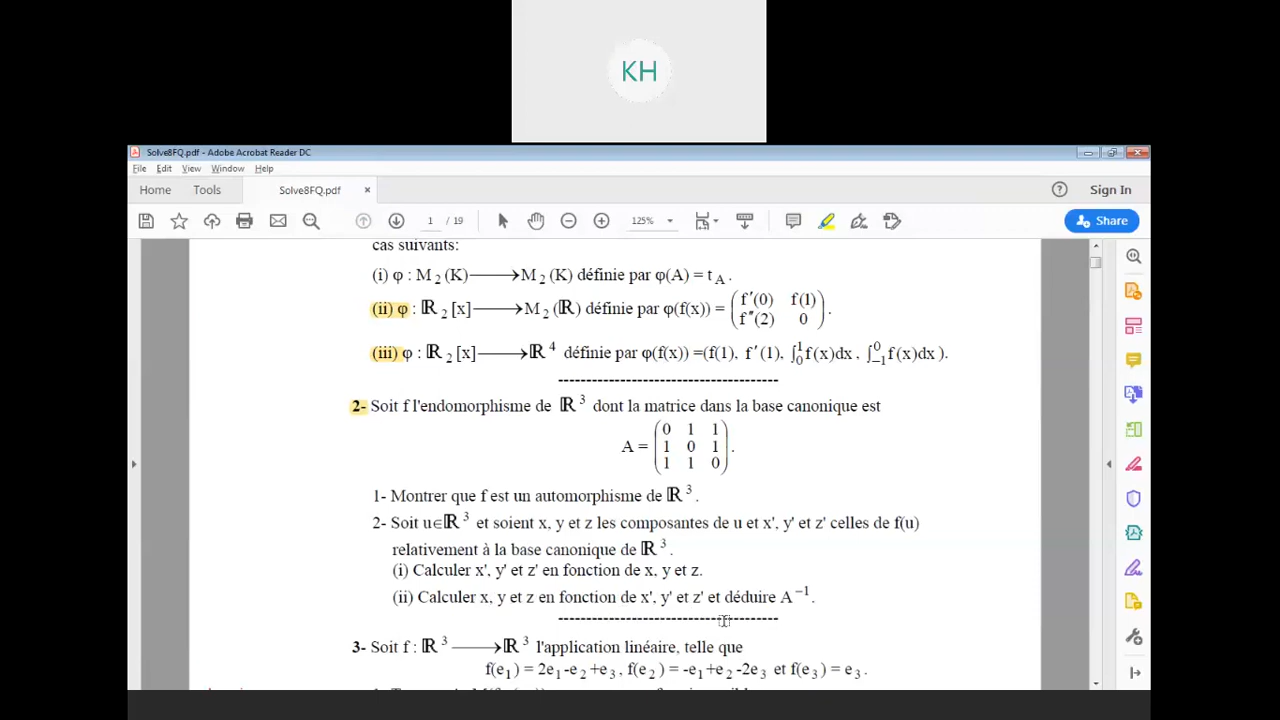 KH
Solve8FQ.pdf - Adobe Acrobat Reader DC
File Edit View Window Help
Home Tools Solve8FQ.pdf × ? Sign In
1 / 19 125% Share
cas suivants:
(i) φ : M₂(K)⟶M₂(K) définie par φ(A) = t_A .
(ii) φ : ℝ₂[x]⟶M₂(ℝ) définie par φ(f(x)) = (f′(0) f(1)
f″(2) 0).
(iii) φ : ℝ₂[x]⟶ℝ⁴ définie par φ(f(x)) =(f(1), f′(1), ∫₀¹f(x)dx , ∫₋₁⁰f(x)dx ).
--------------------------------------
2- Soit f l'endomorphisme de ℝ³ dont la matrice dans la base canonique est
0 1 1
A = (1 0 1).
1 1 0
1- Montrer que f est un automorphisme de ℝ³.
2- Soit u∈ℝ³ et soient x, y et z les composantes de u et x', y' et z' celles de f(u)
relativement à la base canonique de ℝ³.
(i) Calculer x', y' et z' en fonction de x, y et z.
(ii) Calculer x, y et z en fonction de x', y' et z' et déduire A⁻¹.
--------------------------------------
3- Soit f : ℝ³⟶ℝ³ l'application linéaire, telle que
f(e₁) = 2e₁-e₂+e₃, f(e₂) = -e₁+e₂-2e₃ et f(e₃) = e₃.